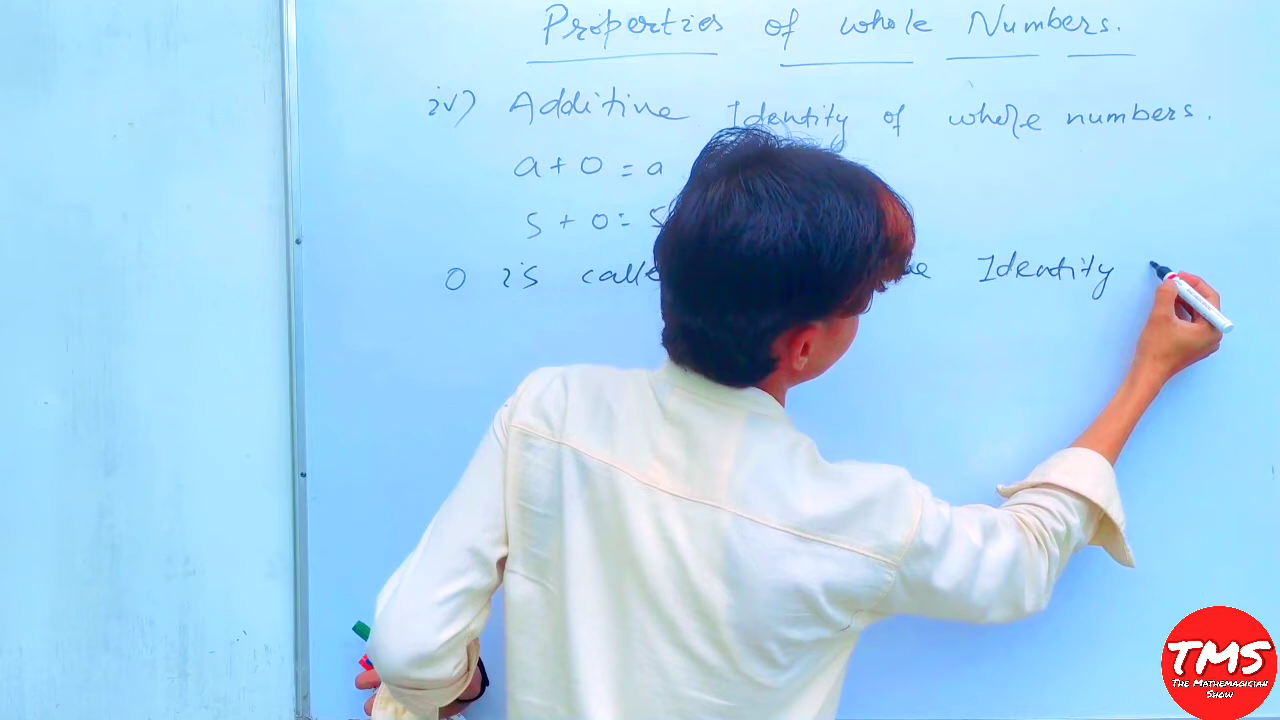 Properties of whole Numbers.
iv) Additive Identity of whole numbers.
a + 0 = a
5 + 0 = 5
0 is Identity
TMS
The Mathemagician
Show